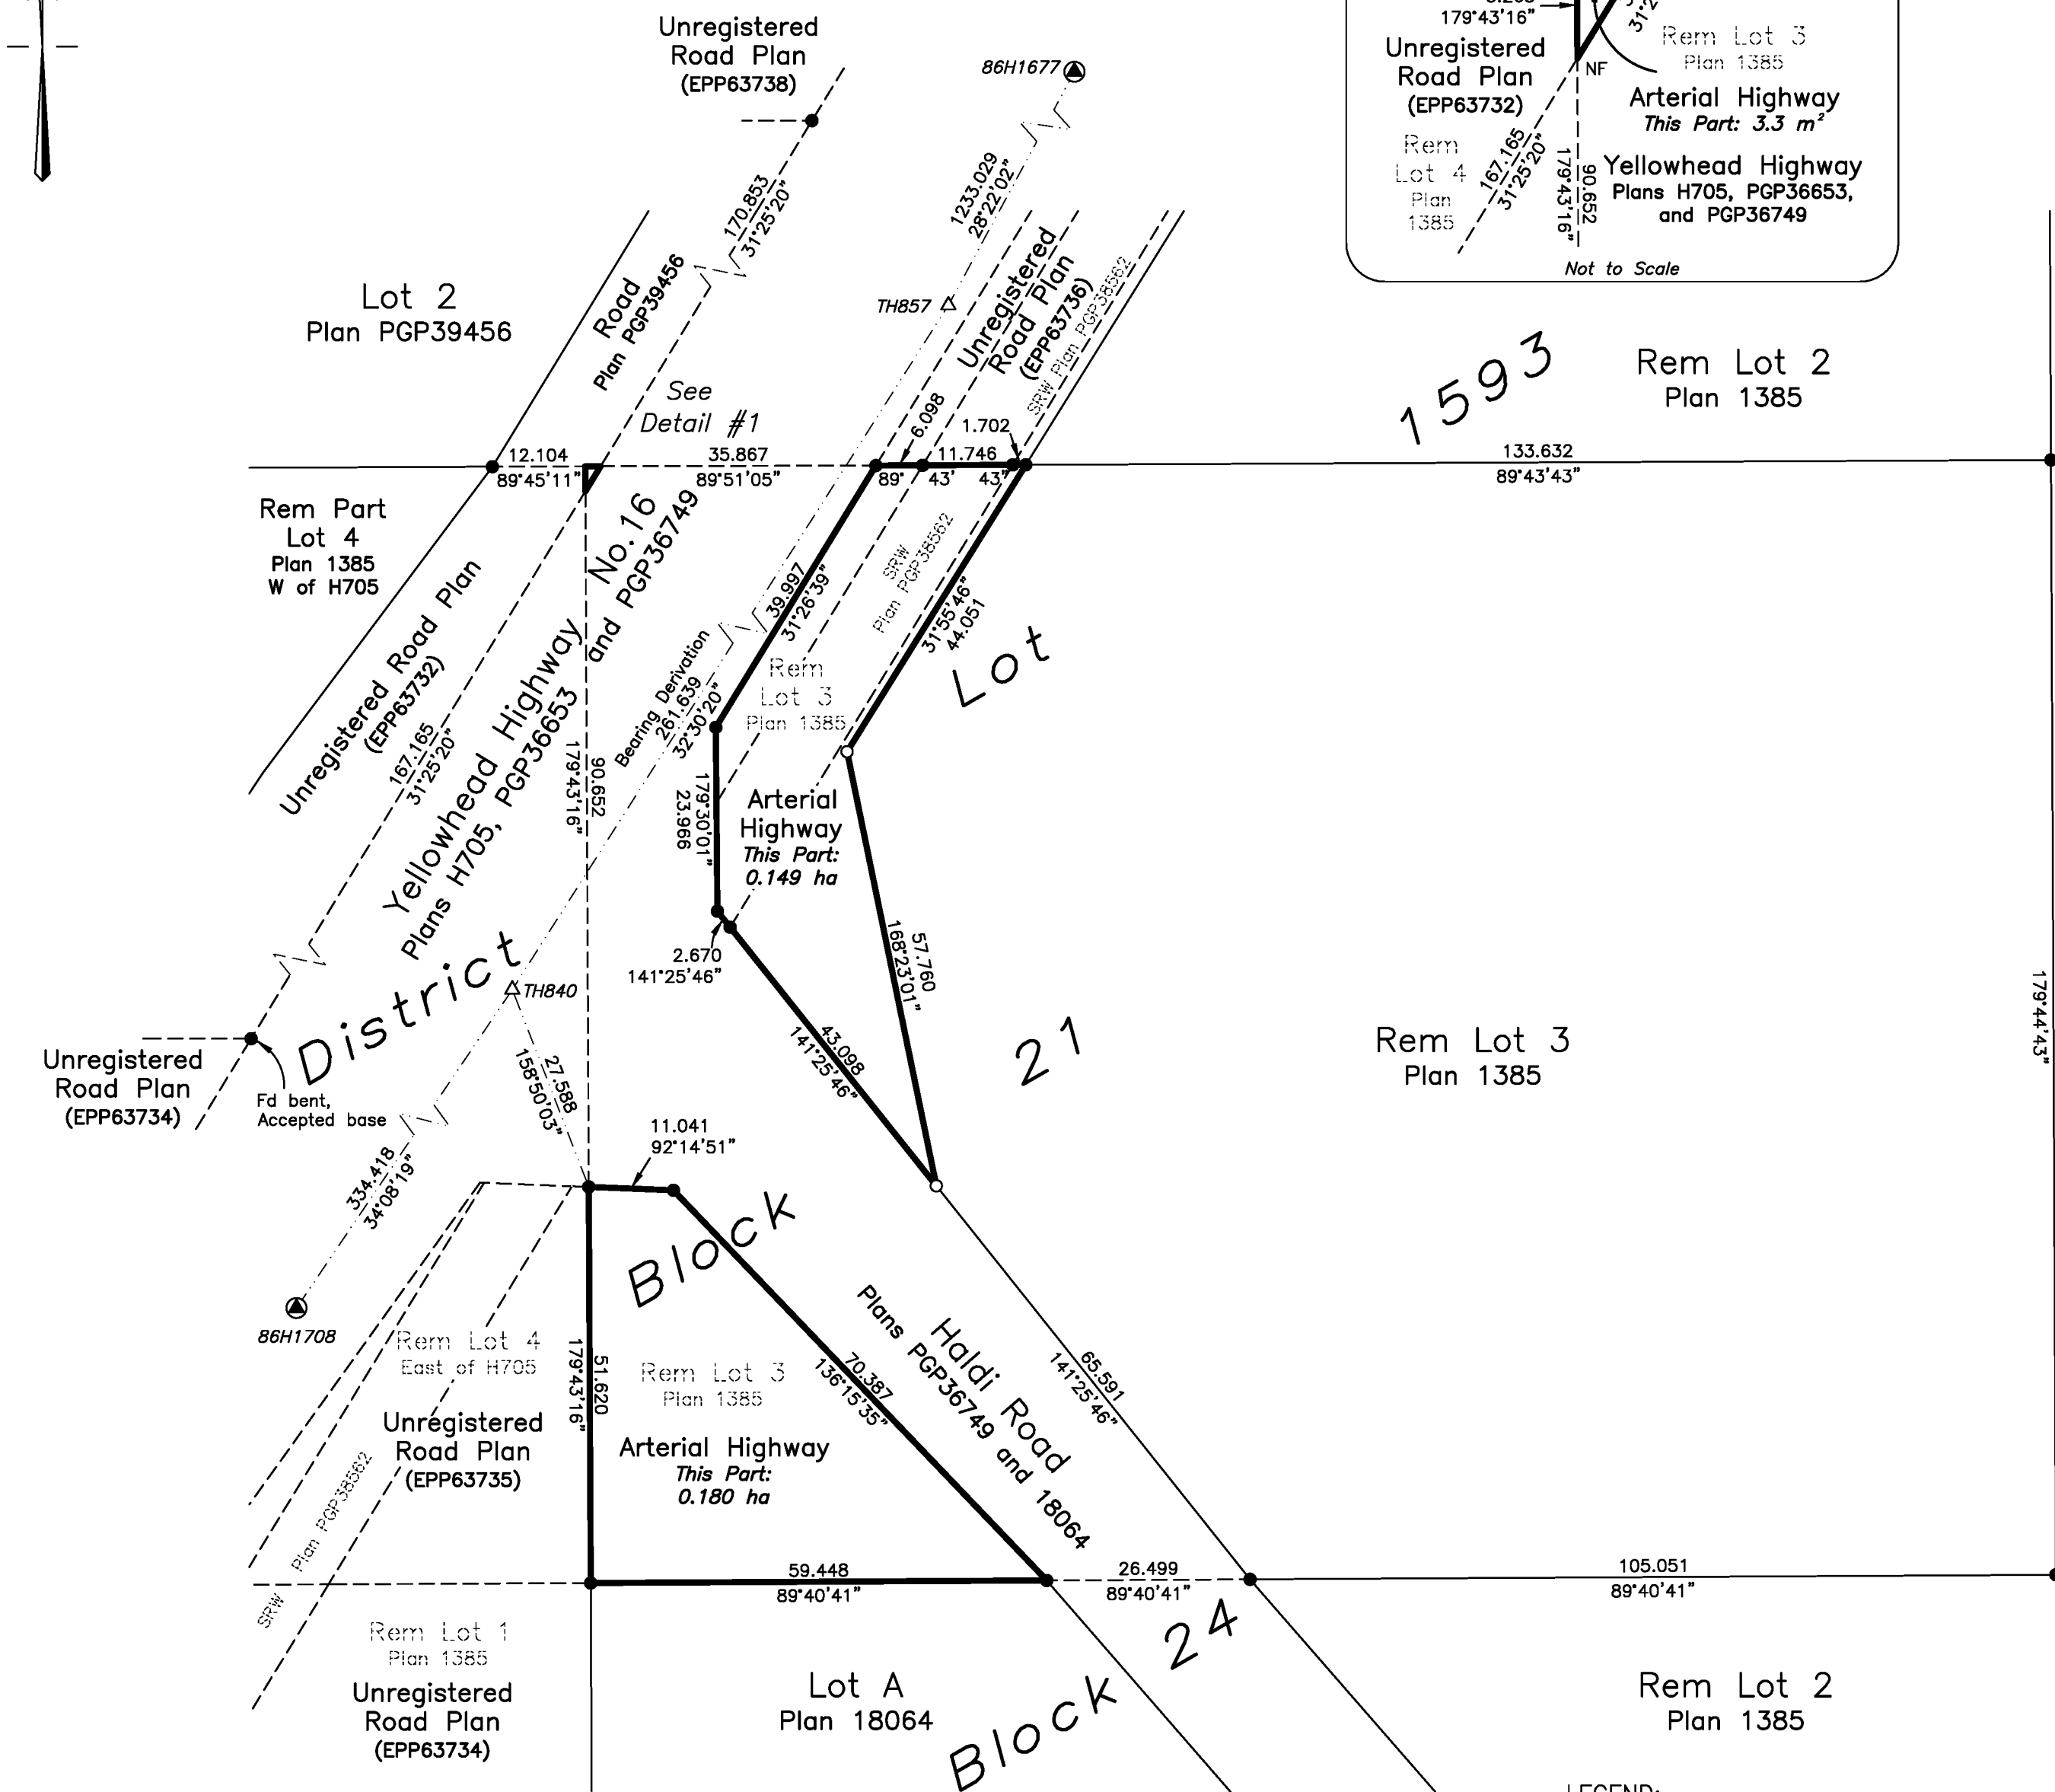 Unregistered
Road Plan
(EPP63738)
86H1677
179°43'16"
Unregistered
Road Plan
(EPP63732)
Rem Lot 3
Plan 1385
NF
Arterial Highway
This Part: 3.3 m²
Rem
Lot 4
Plan
1385
167.165
31°25'20"
90.652
179°43'16"
Yellowhead Highway
Plans H705, PGP36653,
and PGP36749
Not to Scale
170.853
31°25'20"
1233.029
28°22'02"
Lot 2
Plan PGP39456
Road
Plan PGP39456
TH857
Unregistered
Road Plan
(EPP63736)
SRW Plan PGP38562
See
Detail #1
1593
Rem Lot 2
Plan 1385
12.104
89°45'11"
35.867
89°51'05"
6.098
11.746
1.702
89° 43' 43"
133.632
89°43'43"
Rem Part
Lot 4
Plan 1385
W of H705
Unregistered Road Plan
(EPP63732)
167.165
31°25'20"
Yellowhead Highway No.16
Plans H705, PGP36653 and PGP36749
90.652
179°43'16"
Bearing Derivation
261.639
32°30'20"
39.997
31°26'39"
SRW
Plan PGP38562
31°55'46"
44.051
Rem
Lot 3
Plan 1385
Lot
179°30'01"
23.966
Arterial
Highway
This Part:
0.149 ha
2.670
141°25'46"
57.760
168°23'01"
43.098
141°25'46"
District
TH840
27.588
158°50'03"
Unregistered
Road Plan
(EPP63734)
Fd bent,
Accepted base
21
Rem Lot 3
Plan 1385
179°44'43"
334.418
34°08'19"
86H1708
11.041
92°14'51"
Block
Rem Lot 4
East of H705
Unregistered
Road Plan
(EPP63735)
SRW Plan PGP38562
51.620
179°43'16"
Rem Lot 3
Plan 1385
Arterial Highway
This Part:
0.180 ha
70.387
136°15'35"
Haldi Road
Plans PGP36749 and 18064
65.591
141°25'46"
59.448
89°40'41"
26.499
89°40'41"
105.051
89°40'41"
Rem Lot 1
Plan 1385
Unregistered
Road Plan
(EPP63734)
Lot A
Plan 18064
Block 24
Rem Lot 2
Plan 1385
LEGEND: